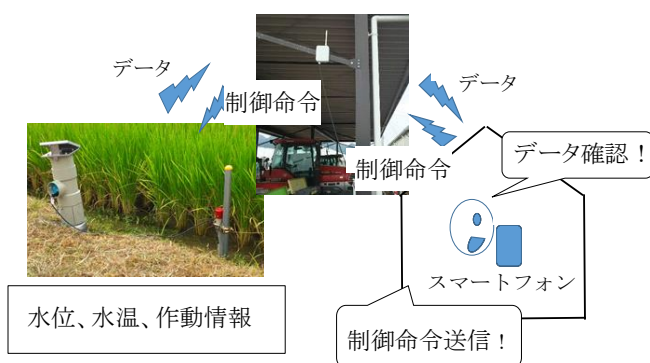 データ
データ
制御命令
制御命令
データ確認！
スマートフォン
水位、水温、作動情報
制御命令送信！